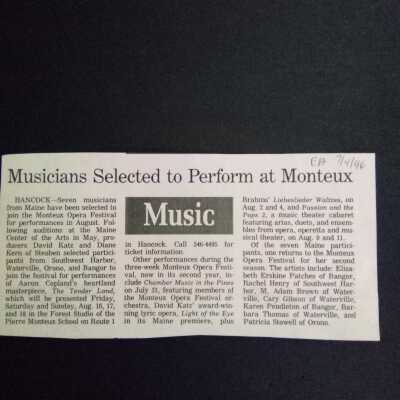 EA 7/4/96
Musicians Selected to Perform at Monteux
HANCOCK—Seven musicians
from Maine have been selected to
join the Monteux Opera Festival
for performances in August. Fol-
lowing auditions at the Maine
Center for the Arts in May, pro-
ducers David Katz and Diane
Kern of Steuben selected partici-
pants from Southwest Harbor,
Waterville, Orono, and Bangor to
join the festival for performances
of Aaron Copland's heartland
masterpiece, The Tender Land,
which will be presented Friday,
Saturday and Sunday, Aug. 16, 17,
and 18 in the Forest Studio of the
Pierre Monteux School on Route 1
Music
in Hancock. Call 546-4495 for
ticket information.
Other performances during the
three-week Monteux Opera Festi-
val, now in its second year, in-
clude Chamber Music in the Pines
on July 31, featuring members of
the Monteux Opera Festival or-
chestra, David Katz' award-win-
ning lyric opera, Light of the Eye
in its Maine premiere, plus
Brahms' Liebeslieder Waltzes, on
Aug. 2 and 4, and Passion and the
Pops 2, a music theater cabaret
featuring arias, duets, and ensem-
bles from opera, operetta and mu-
sical theater, on Aug. 9 and 11.
Of the seven Maine partici-
pants, one returns to the Monteux
Opera Festival for her second
season. The artists include: Eliza-
beth Erskine Patches of Bangor,
Rachel Henry of Southwest Har-
bor, M. Adam Brown of Water-
ville, Cary Gibson of Waterville,
Karen Pendleton of Bangor, Bar-
bara Thomas of Waterville, and
Patricia Stowell of Orono.